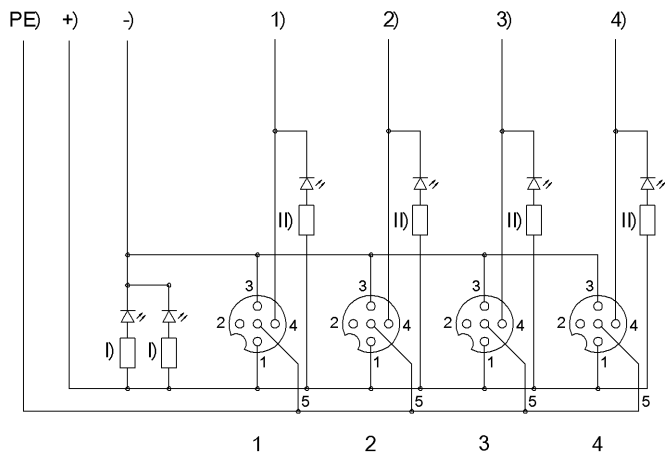 PE) +) -) 1) 2) 3) 4)
II) II) II) II)
3 3 3 3
I) I) 2 4 2 4 2 4 2 4
1 1 1 1
5 5 5 5
1 2 3 4